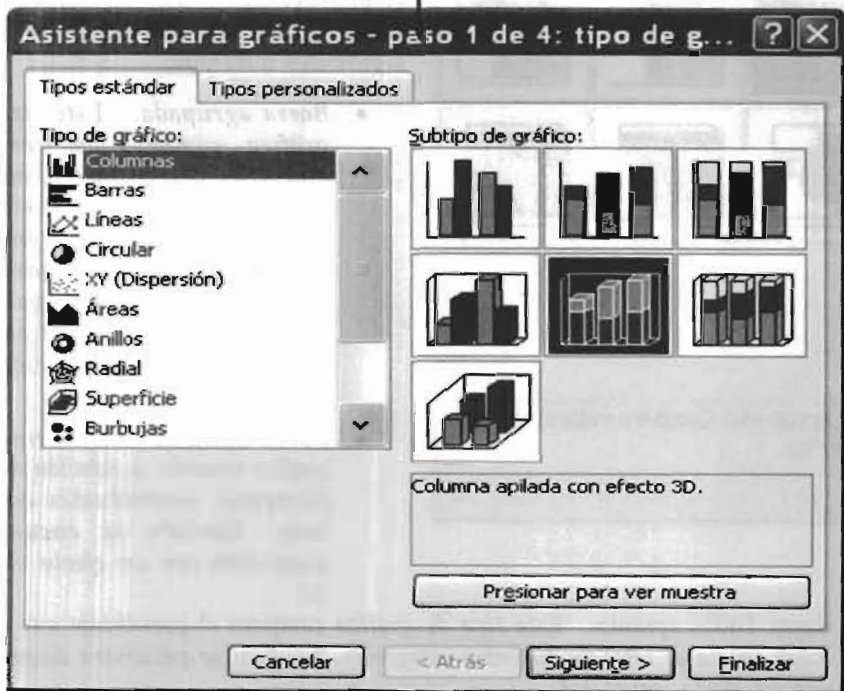 Asistente para gráficos - paso 1 de 4: tipo de g...
Tipos estándar
Tipos personalizados
Tipo de gráfico:
Columnas
Barras
Líneas
Circular
XY (Dispersión)
Áreas
Anillos
Radial
Superficie
Burbujas
Subtipo de gráfico:
Columna apilada con efecto 3D.
Presionar para ver muestra
Cancelar
< Atrás
Siguiente >
Finalizar